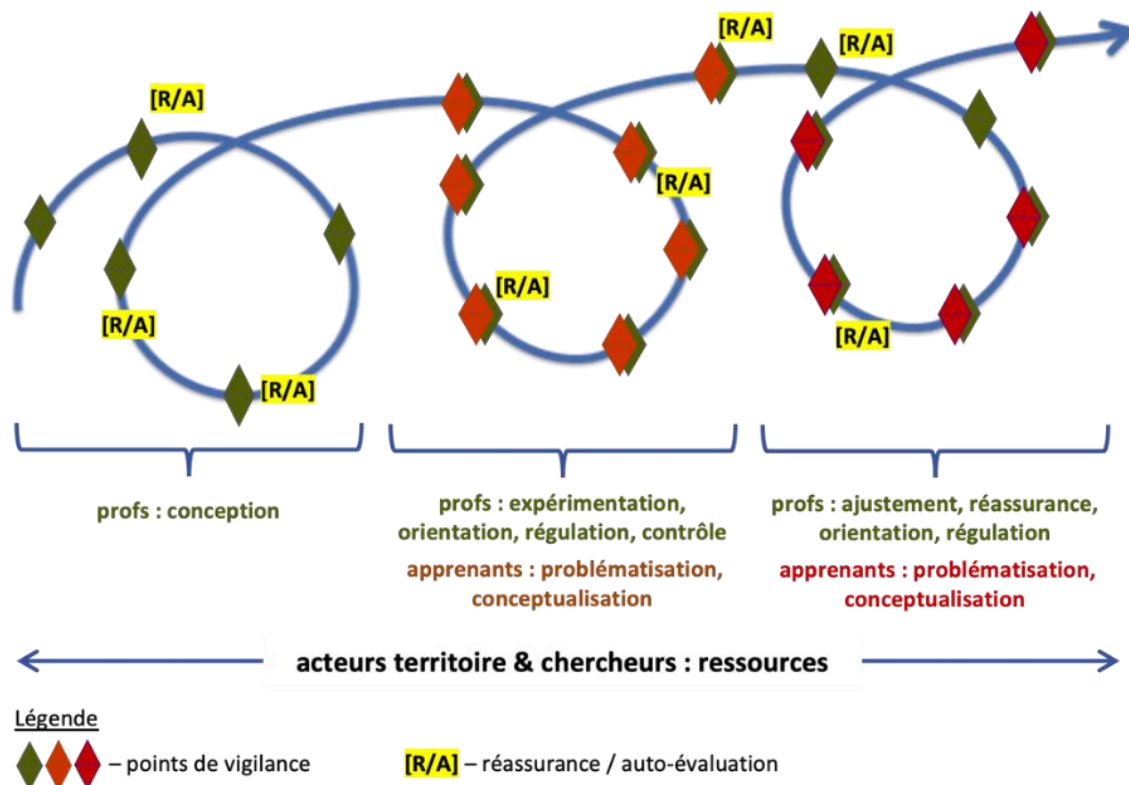 [R/A]
[R/A]
[R/A]
[R/A]
[R/A]
[R/A]
[R/A]
[R/A]
[R/A]
profs : conception
profs : expérimentation,
orientation, régulation, contrôle
apprenants : problématisation,
conceptualisation
profs : ajustement, réassurance,
orientation, régulation
apprenants : problématisation,
conceptualisation
acteurs territoire & chercheurs : ressources
Légende
– points de vigilance
[R/A] – réassurance / auto-évaluation